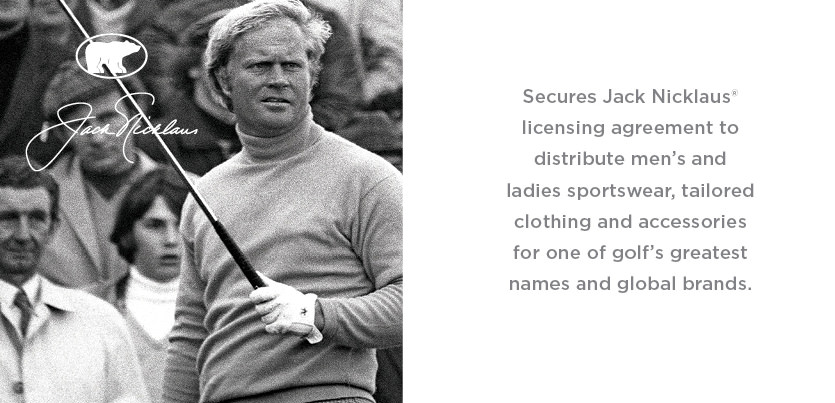 Jack Nicklaus
Secures Jack Nicklaus®
licensing agreement to
distribute men’s and
ladies sportswear, tailored
clothing and accessories
for one of golf’s greatest
names and global brands.